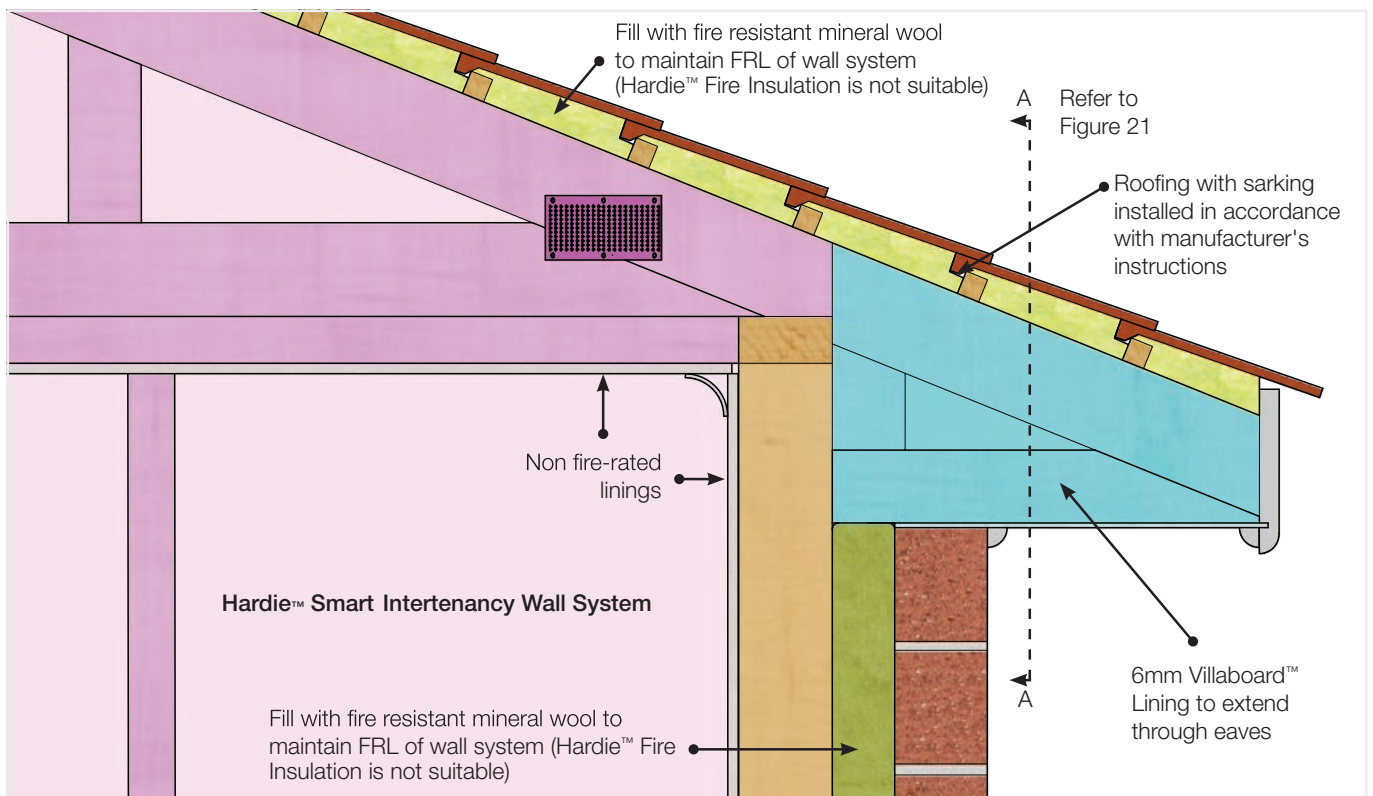 Fill with fire resistant mineral wool
to maintain FRL of wall system
(Hardie™ Fire Insulation is not suitable)
A
Refer to
Figure 21
Roofing with sarking
installed in accordance
with manufacturer's
instructions
Non fire-rated
linings
Hardie™ Smart Intertenancy Wall System
6mm Villaboard™
Lining to extend
through eaves
A
Fill with fire resistant mineral wool to
maintain FRL of wall system (Hardie™ Fire
Insulation is not suitable)